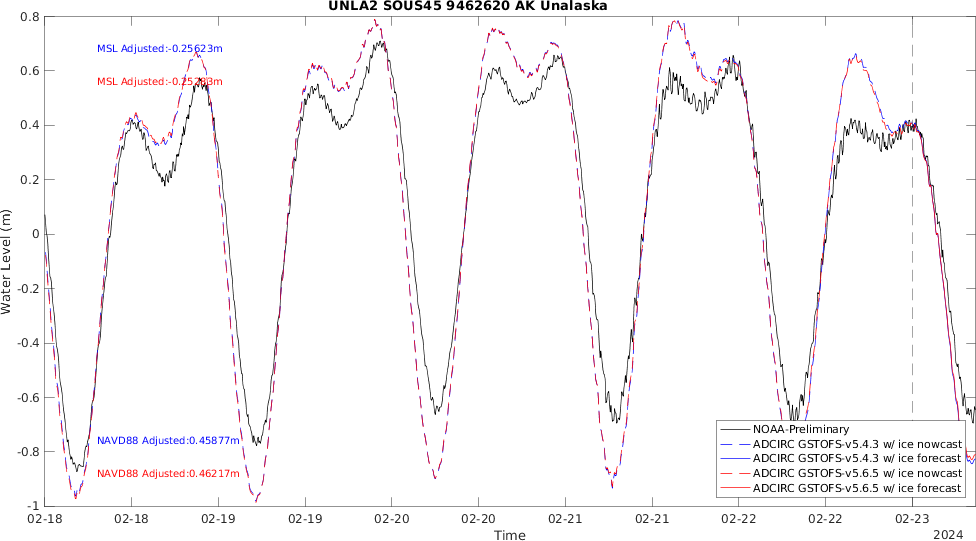 UNLA2 SOUS45 9462620 AK Unalaska
0.8
0.6
0.4
0.2
0
-0.2
-0.4
-0.6
-0.8
-1
Water Level (m)
MSL Adjusted:-0.25623m
MSL Adjusted:
NAVD88 Adjusted:0.45877m
NAVD88 Adjusted:0.46217m
NOAA-Preliminary
ADCIRC GSTOFS-v5.4.3 w/ ice nowcast
ADCIRC GSTOFS-v5.4.3 w/ ice forecast
ADCIRC GSTOFS-v5.6.5 w/ ice nowcast
ADCIRC GSTOFS-v5.6.5 w/ ice forecast
02-18 02-18 02-19 02-19 02-20 02-20 02-21 02-21 02-22 02-22 02-23
Time
2024